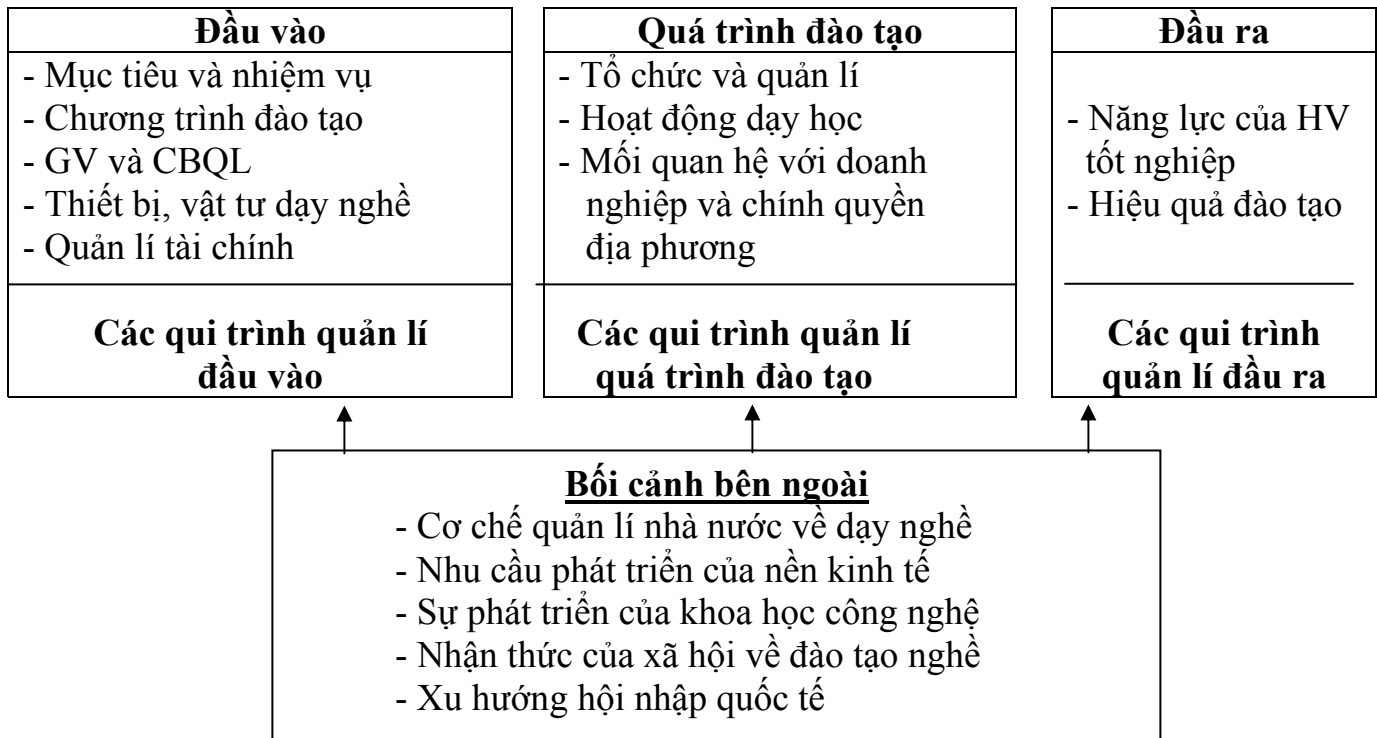 Đầu vào
- Mục tiêu và nhiệm vụ
- Chương trình đào tạo
- GV và CBQL
- Thiết bị, vật tư dạy nghề
- Quản lí tài chính
Các qui trình quản lí
đầu vào
Quá trình đào tạo
- Tổ chức và quản lí
- Hoạt động dạy học
- Mối quan hệ với doanh
nghiệp và chính quyền
địa phương
Các qui trình quản lí
quá trình đào tạo
Đầu ra
- Năng lực của HV
tốt nghiệp
- Hiệu quả đào tạo
Các qui trình
quản lí đầu ra
Bối cảnh bên ngoài
- Cơ chế quản lí nhà nước về dạy nghề
- Nhu cầu phát triển của nền kinh tế
- Sự phát triển của khoa học công nghệ
- Nhận thức của xã hội về đào tạo nghề
- Xu hướng hội nhập quốc tế